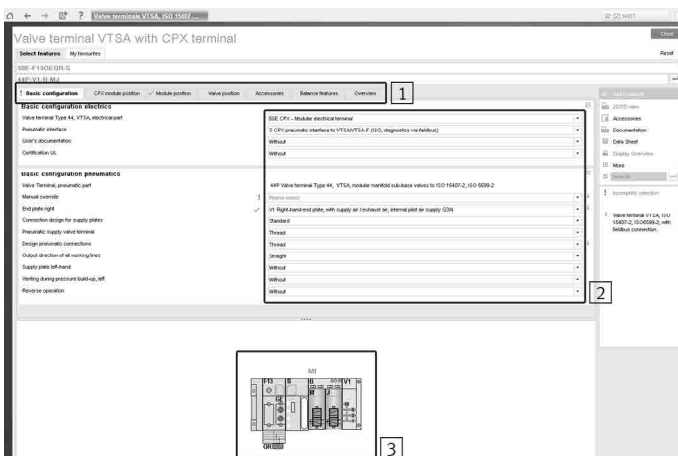 Valve terminals VTSA, ISO 15407,...
Valve terminal VTSA with CPX terminal
Close
Select features
My favourites
Reset
50E-F13GEQR-S
44P-V1-B-MJ
! Basic configuration
CPX module position
Module position
Valve position
Accessories
Balance features
Overview
1
Basic configuration electrics
Valve terminal Type 44, VTSA, electrical part
50E CPX - Modular electrical terminal
Pneumatic interface
S CPX pneumatic interface to VTSA/VTSA-F (ISO, diagnostics via fieldbus)
User's documentation
Without
Certification UL
Without
Basic configuration pneumatics
Valve Terminal, pneumatic part
44P Valve terminal Type 44, VTSA, modular manifold sub-base valves to ISO 15407-2, ISO 5599-2
Manual override
!
Please select
End plate right
V1 Right-hand end plate, with supply air / exhaust air, internal pilot air supply G3/4
Connection design for supply plates
Standard
Pneumatic supply valve terminal
Thread
Design pneumatic connections
Thread
Output direction of all working lines
Straight
Supply plate left-hand
Without
Venting during pressure build-up, left
Without
Reverse operation
Without
2
2D/3D view
Accessories
Documentation
Data Sheet
Display Overview
More
! Incomplete selection
Valve terminal VTSA, ISO
15407-2, ISO5599-2, with
fieldbus connection.
F13
S
B
V1
GE
J
3